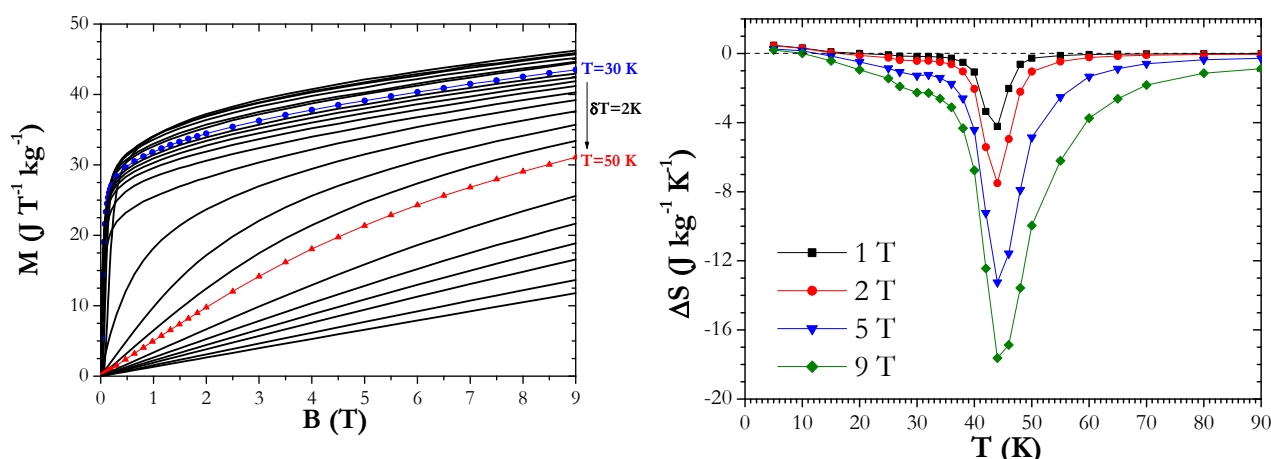 50
40
30
20
10
0
0 1 2 3 4 5 6 7 8 9
M (J T⁻¹ kg⁻¹)
B (T)
T=30 K
δT=2K
T=50 K
0
-4
-8
-12
-16
-20
0 10 20 30 40 50 60 70 80 90
ΔS (J kg⁻¹ K⁻¹)
T (K)
1 T
2 T
5 T
9 T